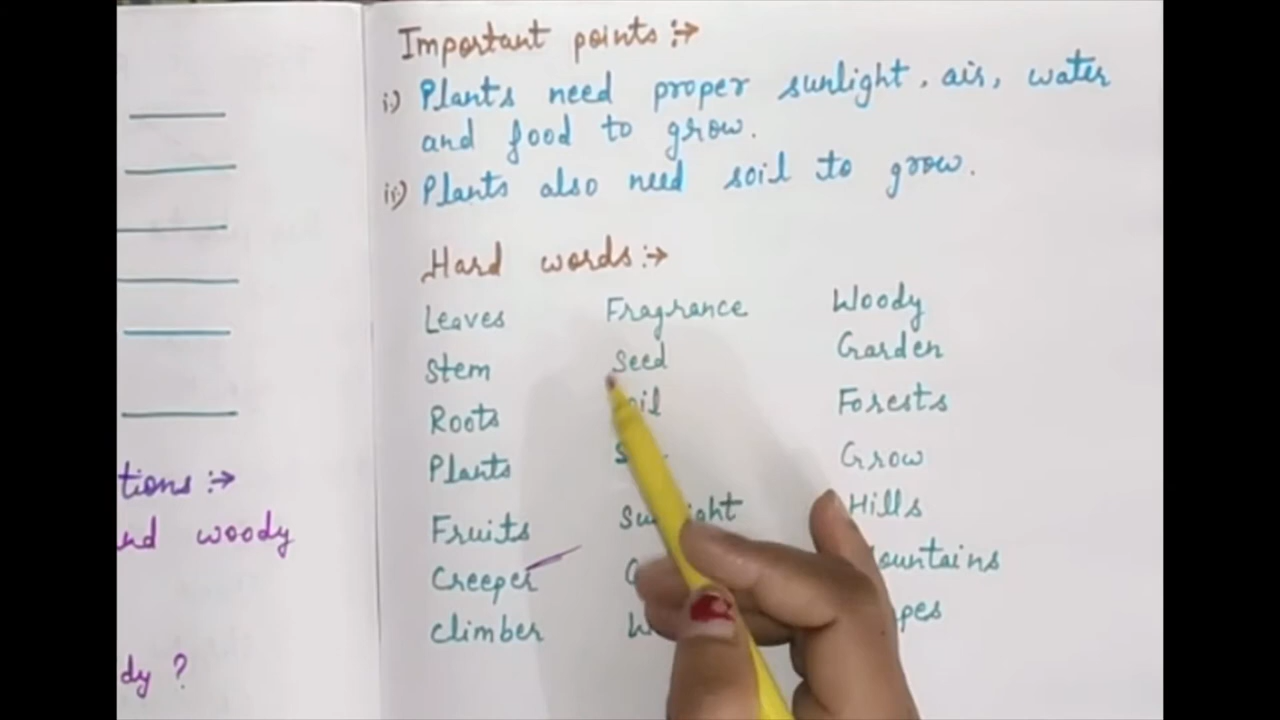 Important points :→
i.) Plants need proper sunlight, air, water
and food to grow.
ii.) Plants also need soil to grow.
Hard words :→
Leaves Fragrance Woody
Stem Seed Garden
Roots Forests
Plants Grow
Fruits Hills
Creeper
Climber
tions :→
nd woody
dy ?